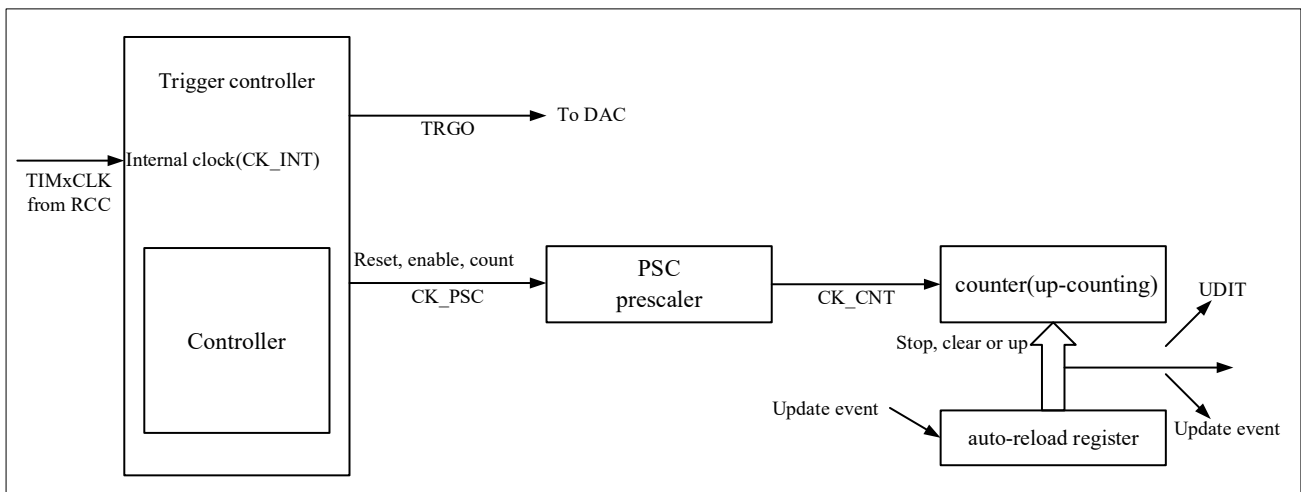 Trigger controller
TRGO
To DAC
Internal clock(CK_INT)
TIMxCLK
from RCC
Controller
Reset, enable, count
CK_PSC
PSC
prescaler
CK_CNT
counter(up-counting)
UDIT
Stop, clear or up
Update event
auto-reload register
Update event